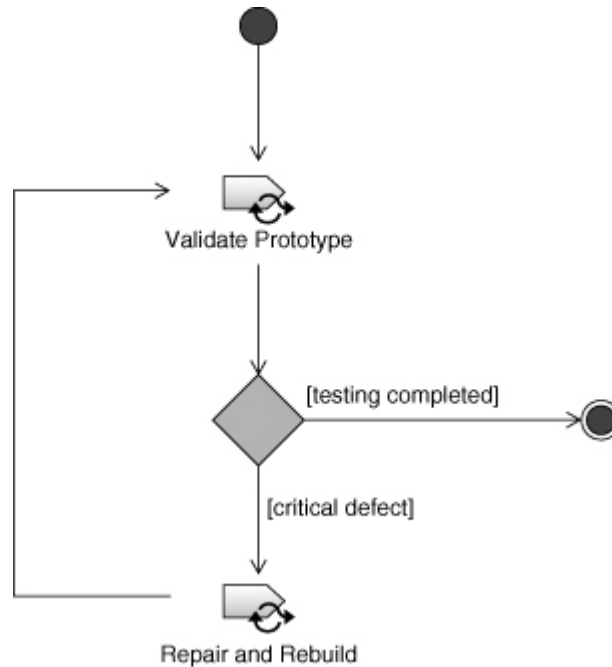 Validate Prototype
[testing completed]
[critical defect]
Repair and Rebuild